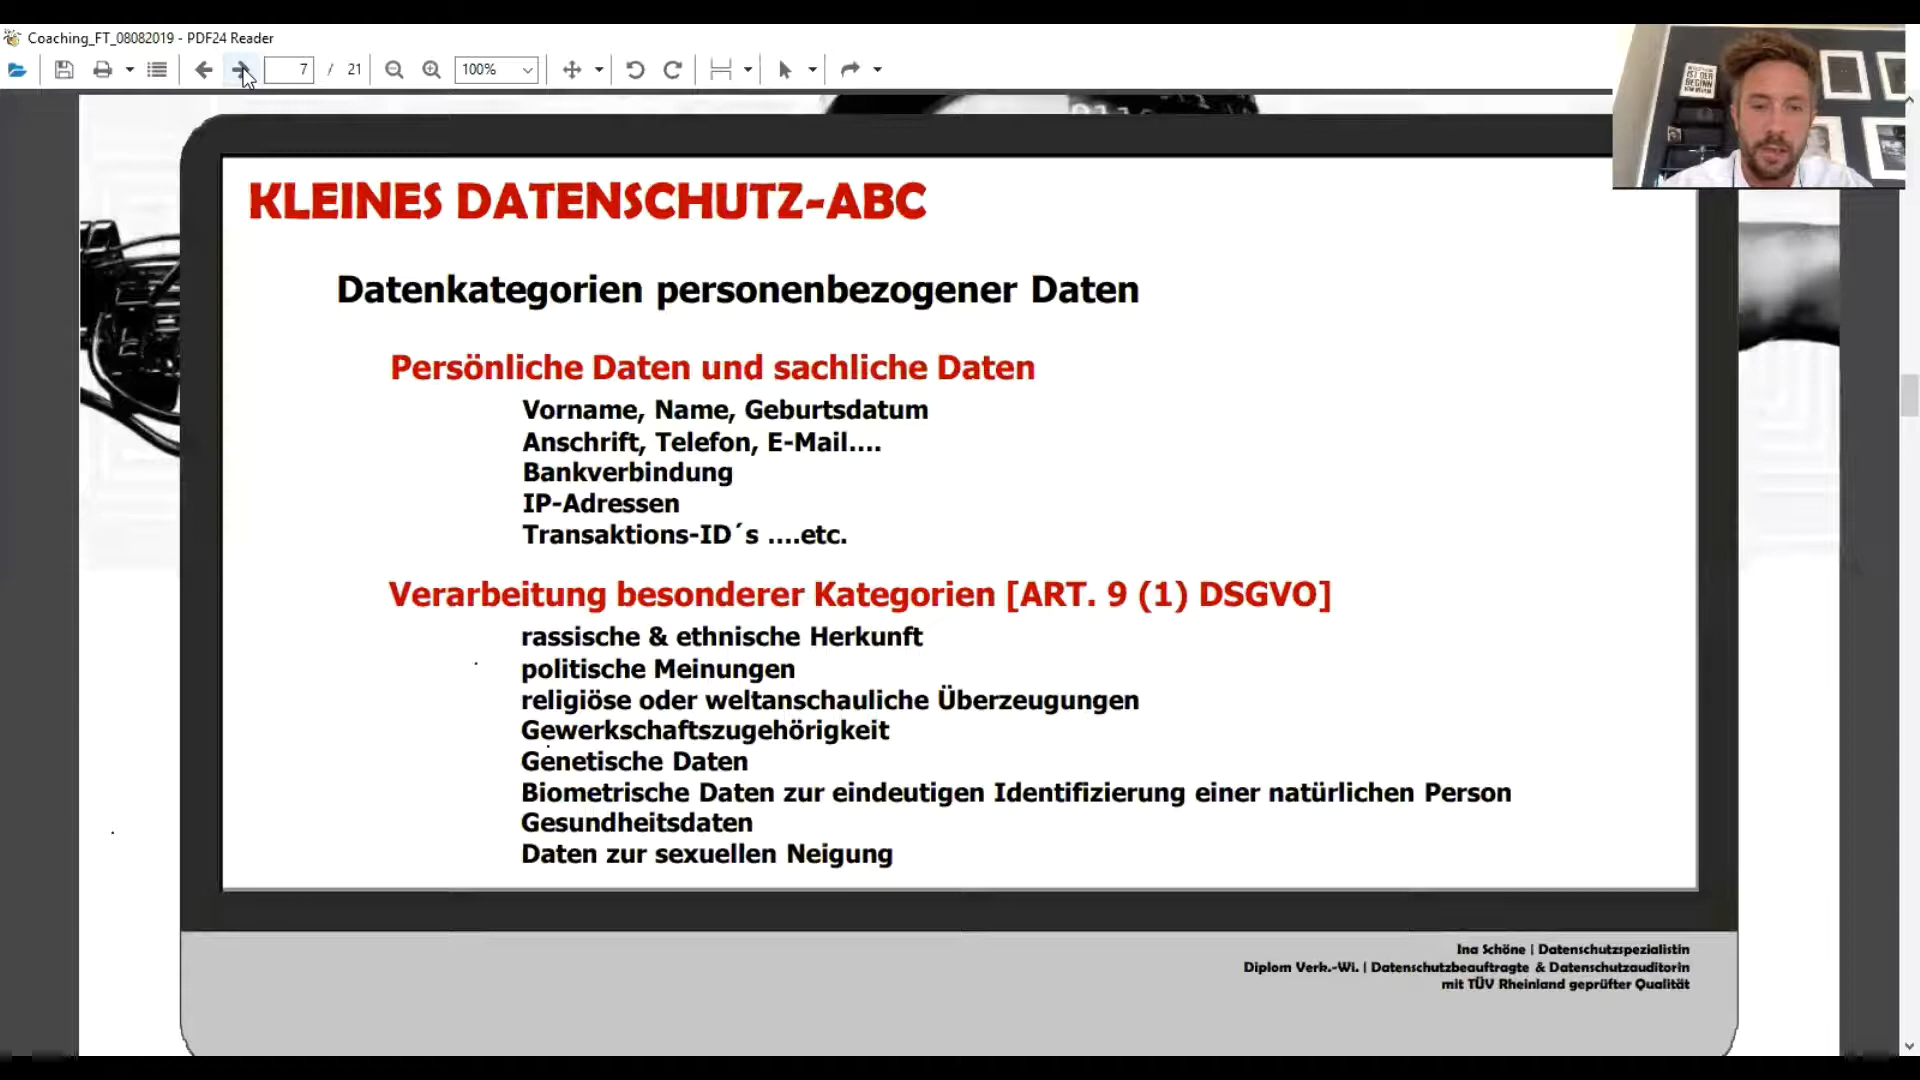 Coaching_FT_08082019 - PDF24 Reader
7 / 21 100%
KLEINES DATENSCHUTZ-ABC
Datenkategorien personenbezogener Daten
Persönliche Daten und sachliche Daten
Vorname, Name, Geburtsdatum
Anschrift, Telefon, E-Mail....
Bankverbindung
IP-Adressen
Transaktions-ID´s ....etc.
Verarbeitung besonderer Kategorien [ART. 9 (1) DSGVO]
rassische & ethnische Herkunft
politische Meinungen
religiöse oder weltanschauliche Überzeugungen
Gewerkschaftszugehörigkeit
Genetische Daten
Biometrische Daten zur eindeutigen Identifizierung einer natürlichen Person
Gesundheitsdaten
Daten zur sexuellen Neigung
Ina Schöne | Datenschutzspezialistin
Diplom Verk.-Wi. | Datenschutzbeauftragte & Datenschutzauditorin
mit TÜV Rheinland geprüfter Qualität